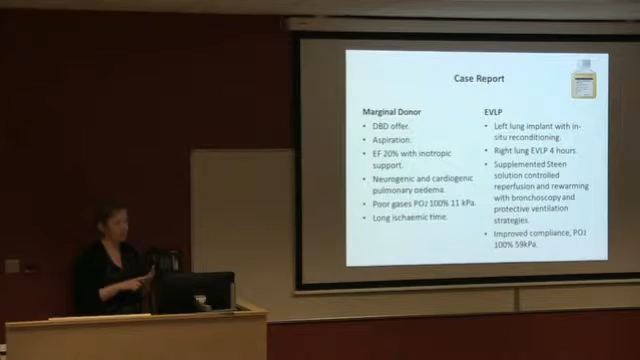 Case Report
Marginal Donor
• DBD offer.
• Aspiration.
• EF 20% with inotropic
support.
• Neurogenic and cardiogenic
pulmonary oedema.
• Poor gases PO2 100% 11 kPa.
• Long ischaemic time.
EVLP
• Left lung implant with in-
situ reconditioning.
• Right lung EVLP 4 hours.
• Supplemented Steen
solution controlled
reperfusion and rewarming
with bronchoscopy and
protective ventilation
strategies.
• Improved compliance, PO2
100% 59kPa.